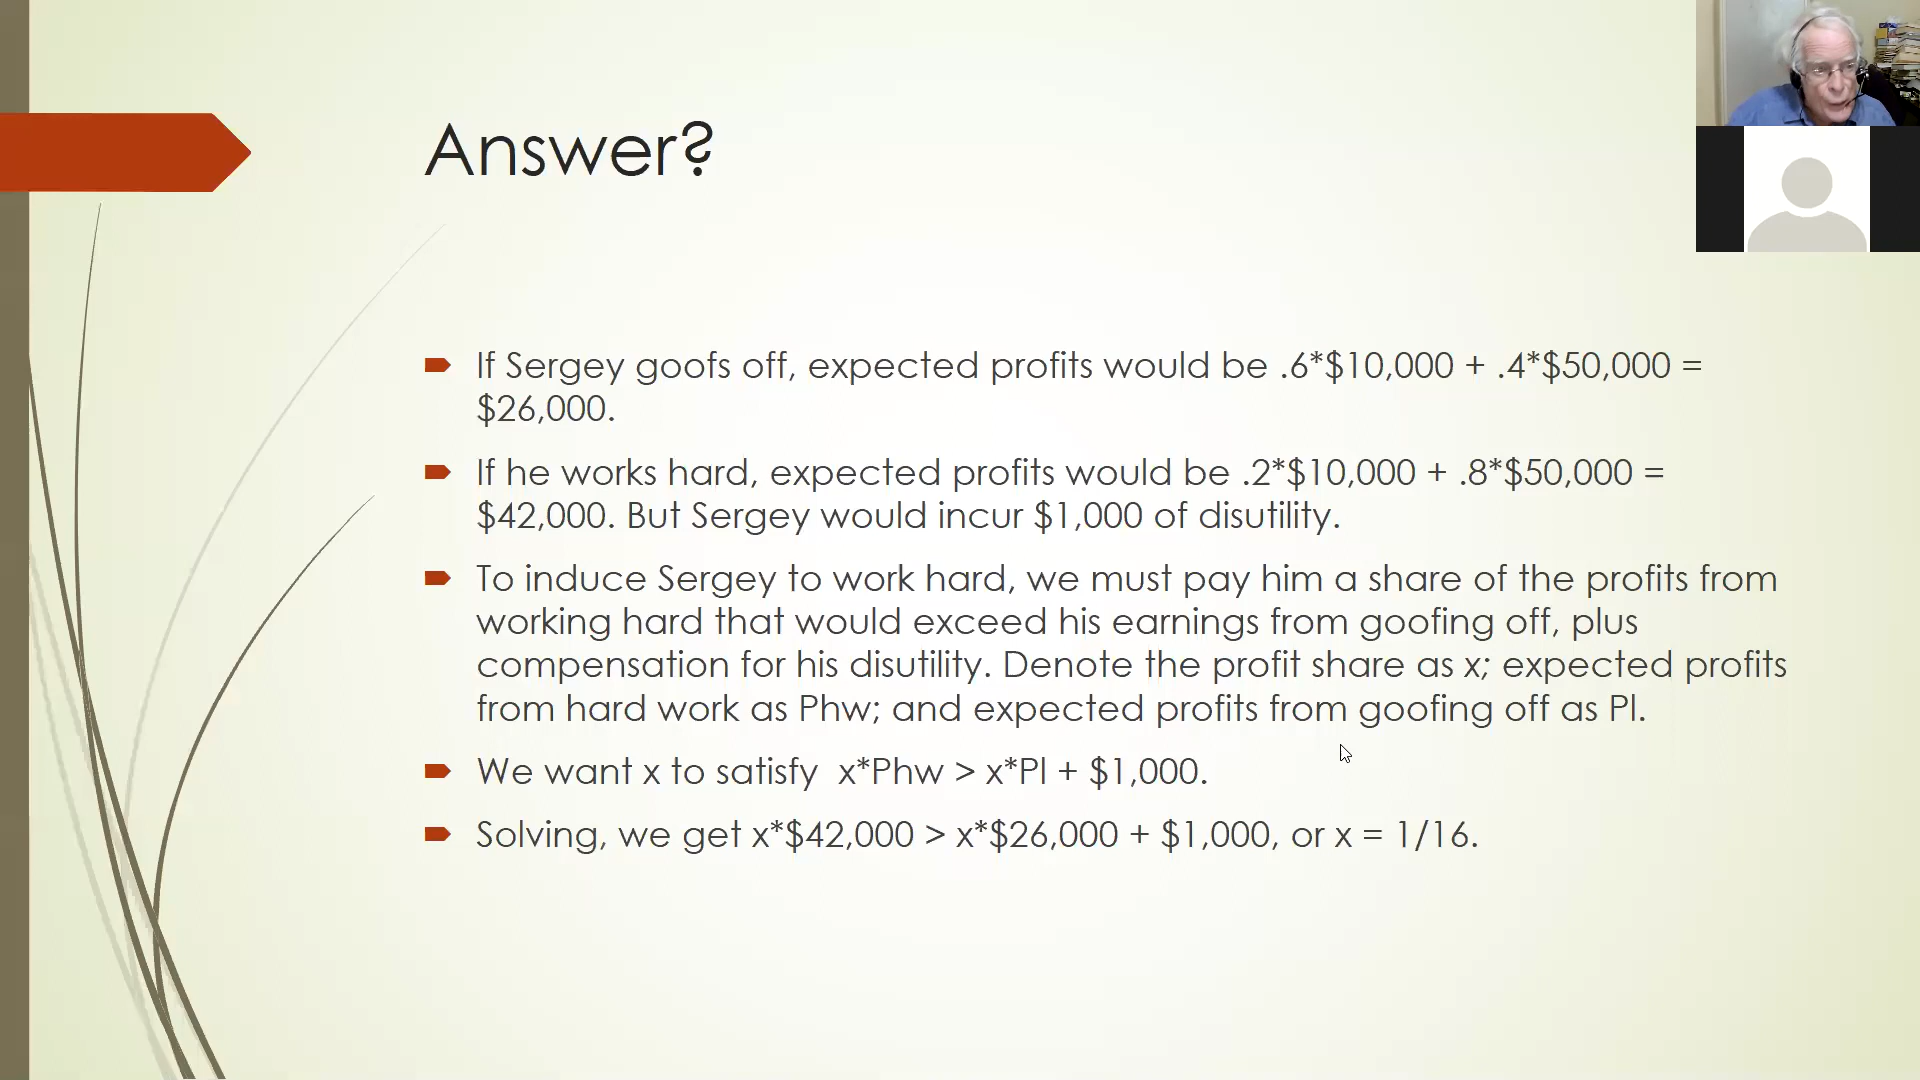 Answer?
If Sergey goofs off, expected profits would be .6*$10,000 + .4*$50,000 =
$26,000.
If he works hard, expected profits would be .2*$10,000 + .8*$50,000 =
$42,000. But Sergey would incur $1,000 of disutility.
To induce Sergey to work hard, we must pay him a share of the profits from
working hard that would exceed his earnings from goofing off, plus
compensation for his disutility. Denote the profit share as x; expected profits
from hard work as Phw; and expected profits from goofing off as Pl.
We want x to satisfy  x*Phw > x*Pl + $1,000.
Solving, we get x*$42,000 > x*$26,000 + $1,000, or x = 1/16.